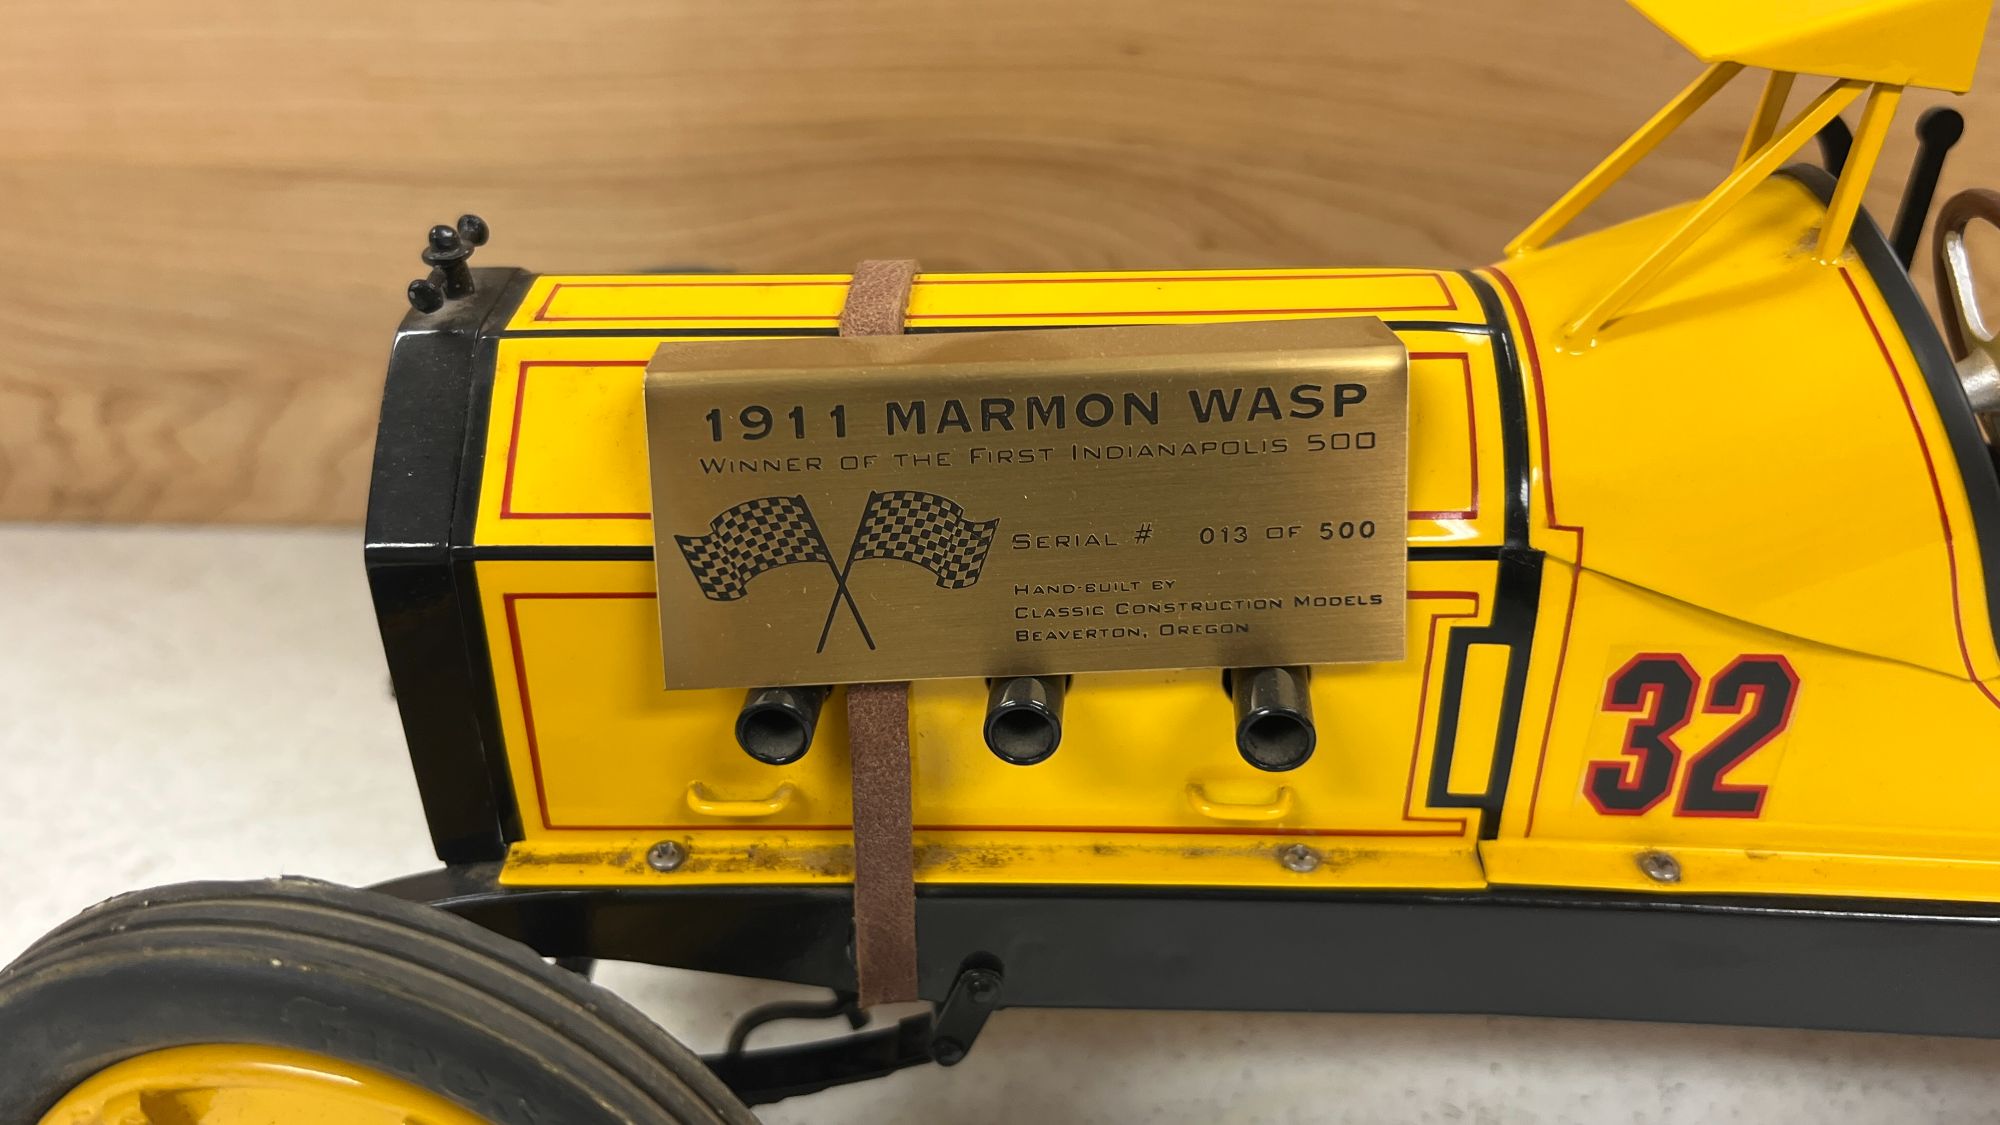 1911 MARMON WASP
WINNER OF THE FIRST INDIANAPOLIS 500
SERIAL # 013 OF 500
HAND-BUILT BY
CLASSIC CONSTRUCTION MODELS
BEAVERTON, OREGON
32